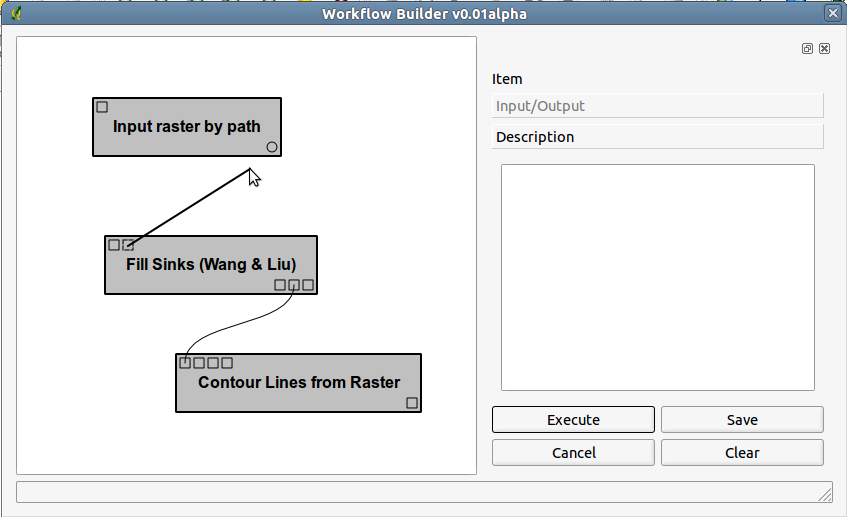 Workflow Builder v0.01alpha
Input raster by path
Fill Sinks (Wang & Liu)
Contour Lines from Raster
Item
Input/Output
Description
Execute
Save
Cancel
Clear